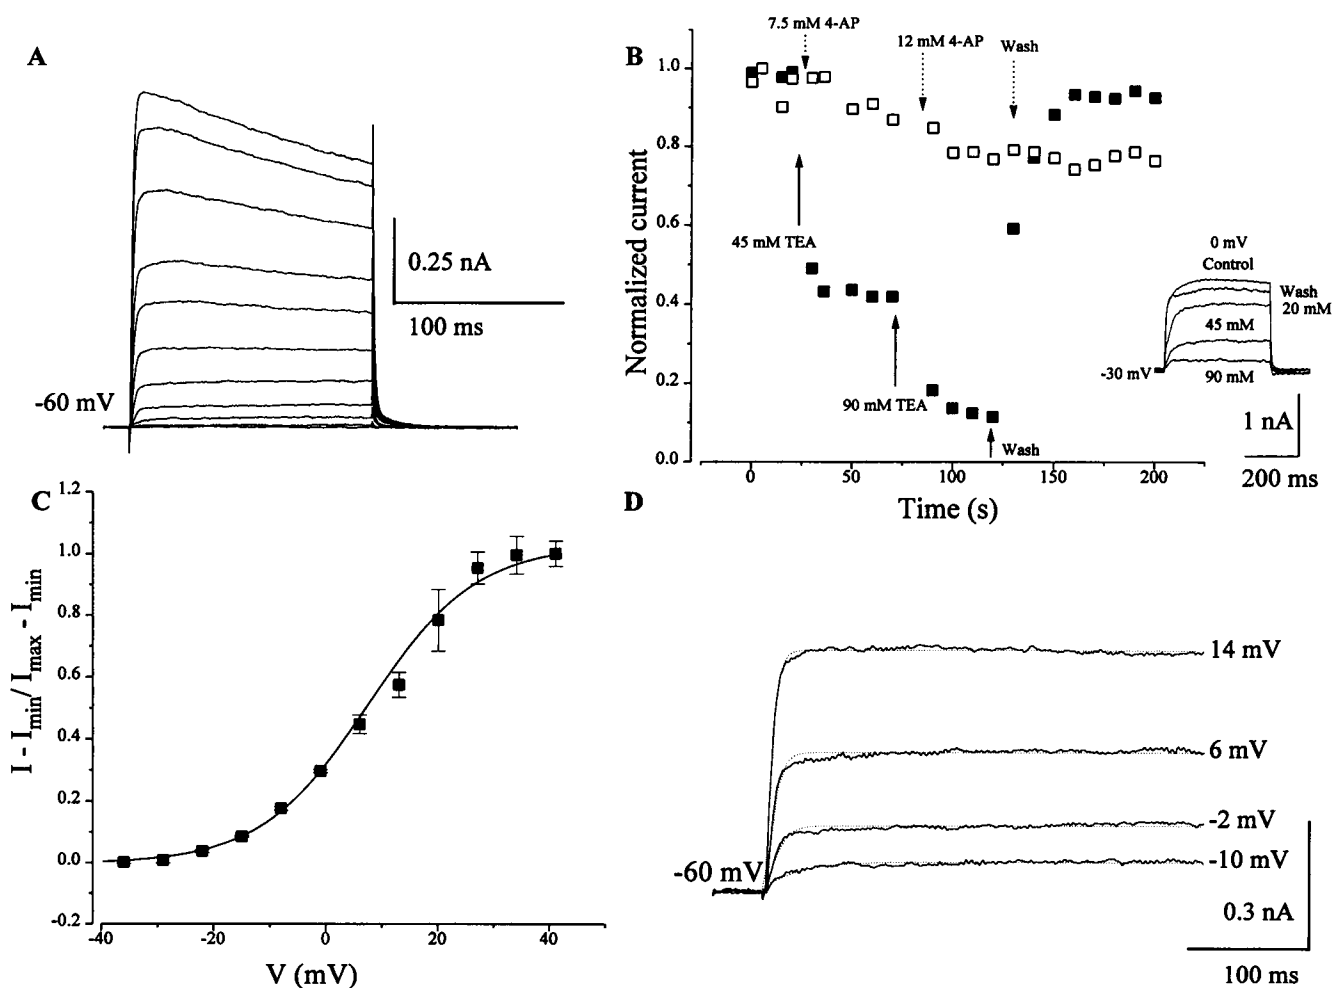 A
0.25 nA
100 ms
-60 mV
B
7.5 mM 4-AP
12 mM 4-AP
Wash
1.0
0.8
0.6
0.4
0.2
0.0
Normalized current
45 mM TEA
90 mM TEA
Wash
0
50
100
150
200
Time (s)
0 mV
Control
Wash
20 mM
45 mM
-30 mV
90 mM
1 nA
200 ms
C
1.2
1.0
0.8
0.6
0.4
0.2
0.0
-0.2
I - Imin/ Imax - Imin
-40
-20
0
20
40
V (mV)
D
14 mV
6 mV
-2 mV
-10 mV
-60 mV
0.3 nA
100 ms